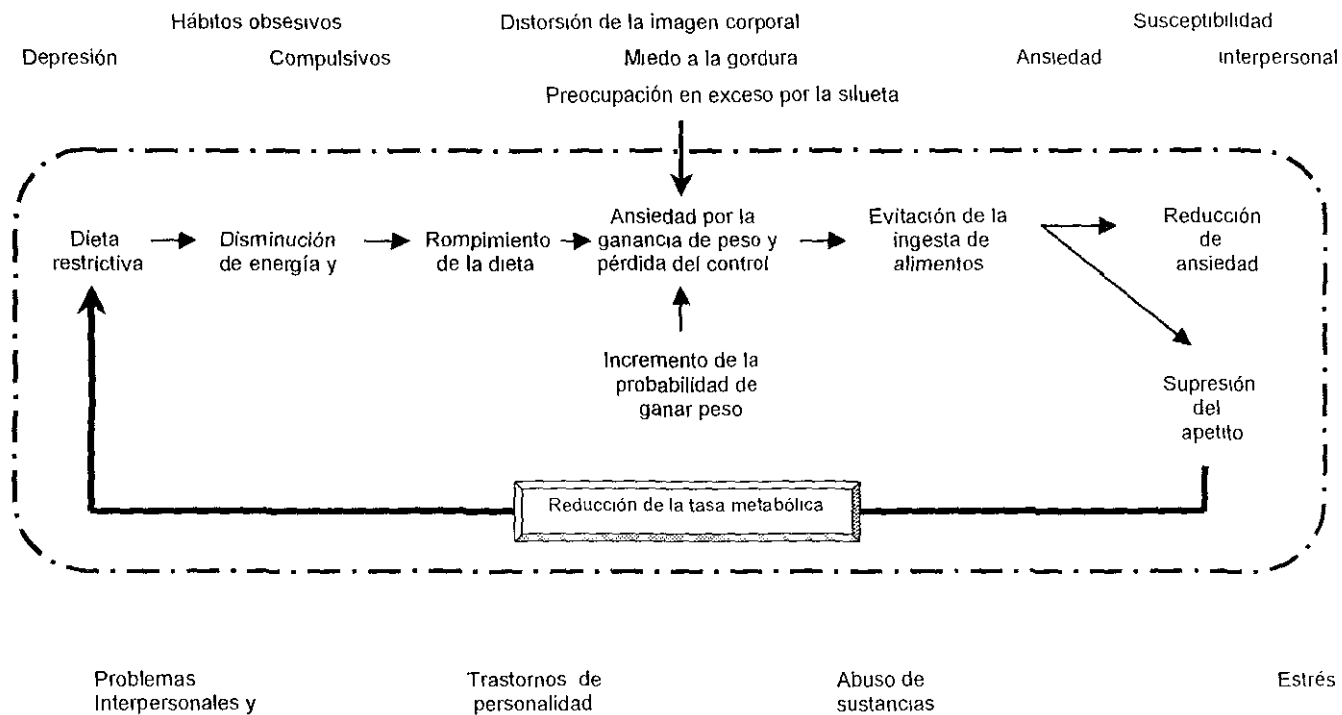 Hábitos obsesivos
Compulsivos
Distorsión de la imagen corporal
Miedo a la gordura
Preocupación en exceso por la silueta
Susceptibilidad
interpersonal
Depresión
Ansiedad
Dieta
restrictiva
Disminución
de energía y
Rompimiento
de la dieta
Ansiedad por la
ganancia de peso y
pérdida del control
Evitación de la
ingesta de
alimentos
Reducción
de
ansiedad
Incremento de la
probabilidad de
ganar peso
Supresión
del
apetito
Reducción de la tasa metabólica
Problemas
Interpersonales y
Trastornos de
personalidad
Abuso de
sustancias
Estrés